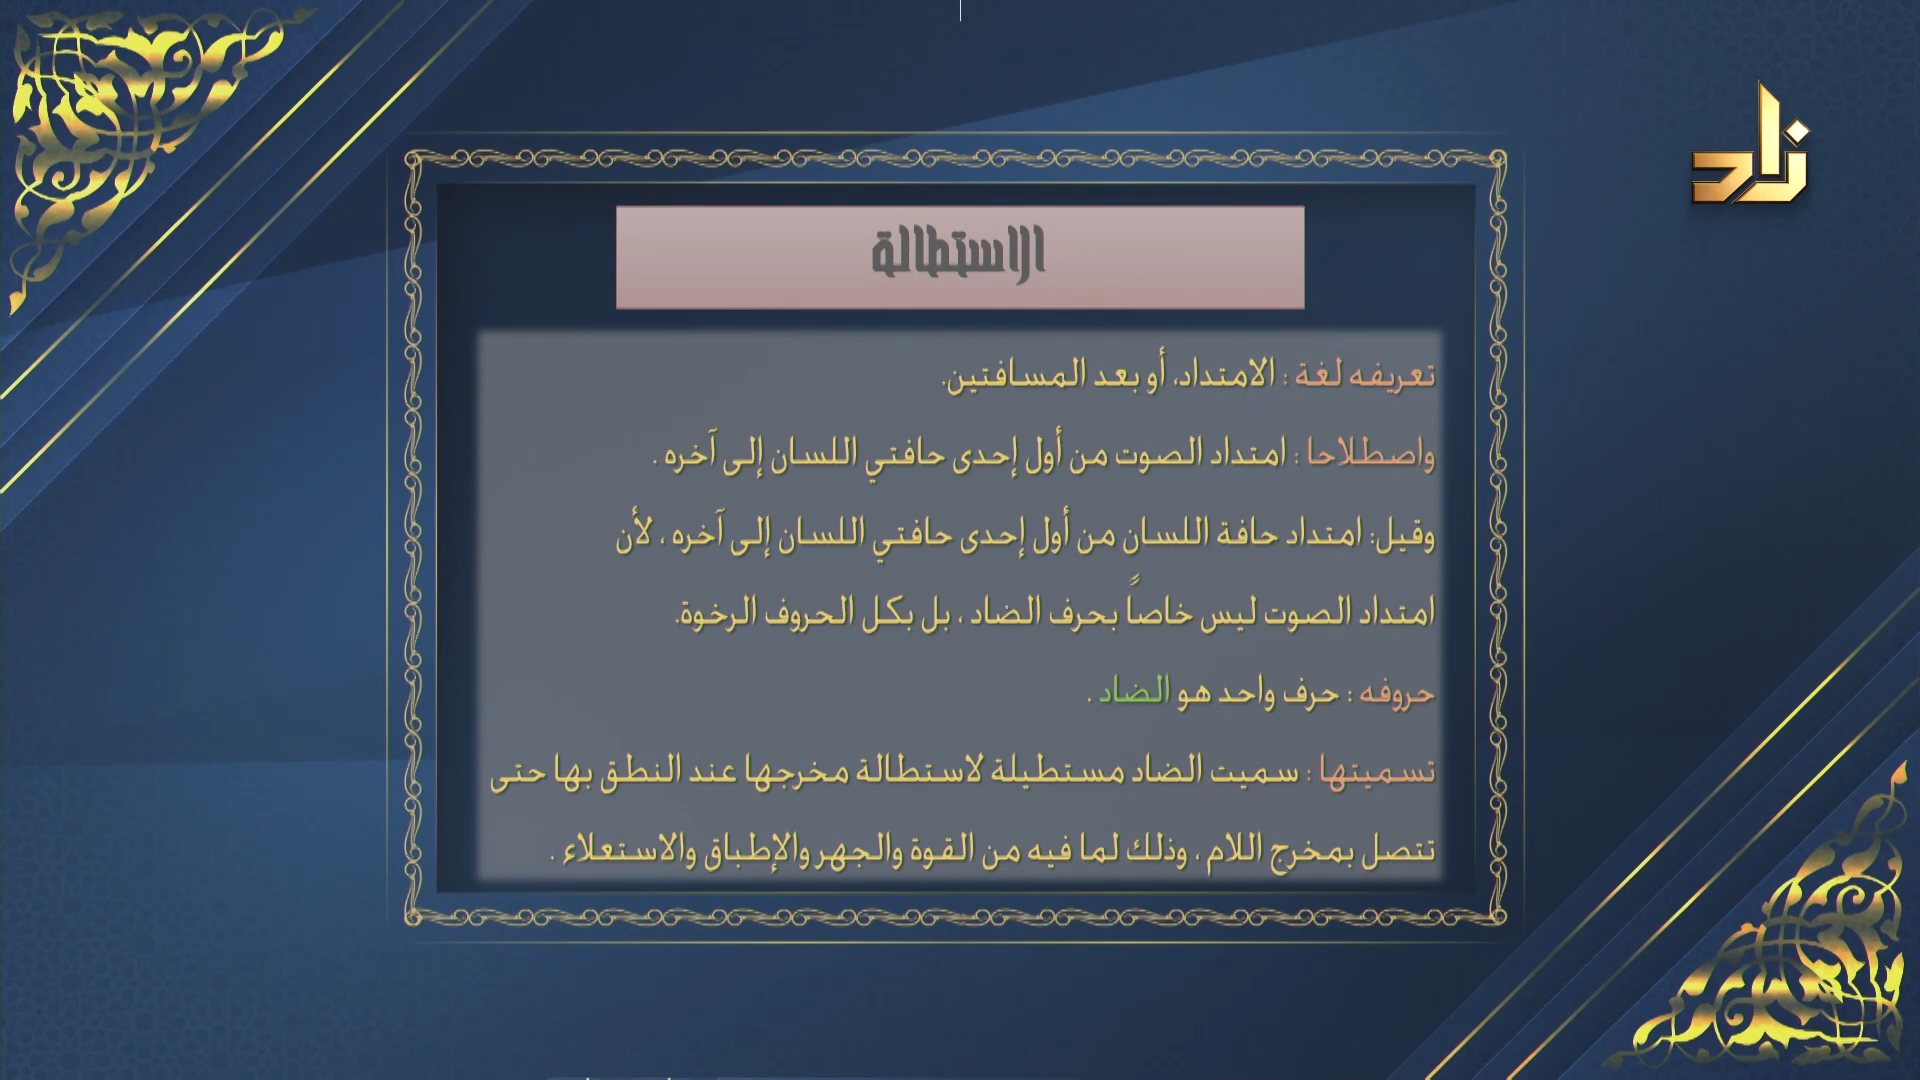 زاد
الاستطالة
تعريفه لغة : الامتداد، أو بعد المسافتين.
واصطلاحا : امتداد الصوت من أول إحدى حافتي اللسان إلى آخره .
وقيل: امتداد حافة اللسان من أول إحدى حافتي اللسان إلى آخره ، لأن
امتداد الصوت ليس خاصاً بحرف الضاد ، بل بكل الحروف الرخوة.
حروفه : حرف واحد هو الضاد .
تسميتها : سميت الضاد مستطيلة لاستطالة مخرجها عند النطق بها حتى
تتصل بمخرج اللام ، وذلك لما فيه من القوة والجهر والإطباق والاستعلاء .